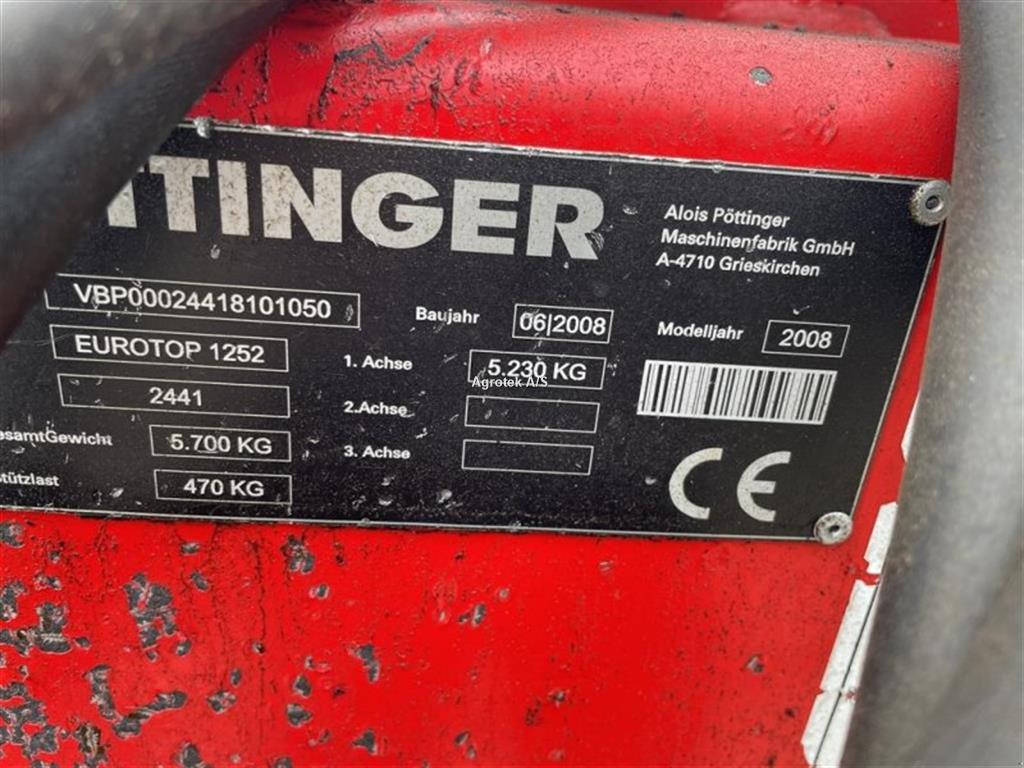 TTINGER
Alois Pöttinger
Maschinenfabrik GmbH
A-4710 Grieskirchen
VBP00024418101050
Baujahr 06|2008
Modelljahr 2008
EUROTOP 1252
1. Achse 5.230 KG
Agrotek A/S
2441
2.Achse
esamtGewicht 5.700 KG
3. Achse
tützlast 470 KG
CE